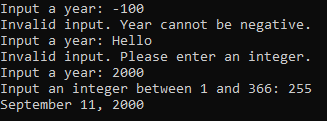 Input a year: -100
Invalid input. Year cannot be negative.
Input a year: Hello
Invalid input. Please enter an integer.
Input a year: 2000
Input an integer between 1 and 366: 255
September 11, 2000